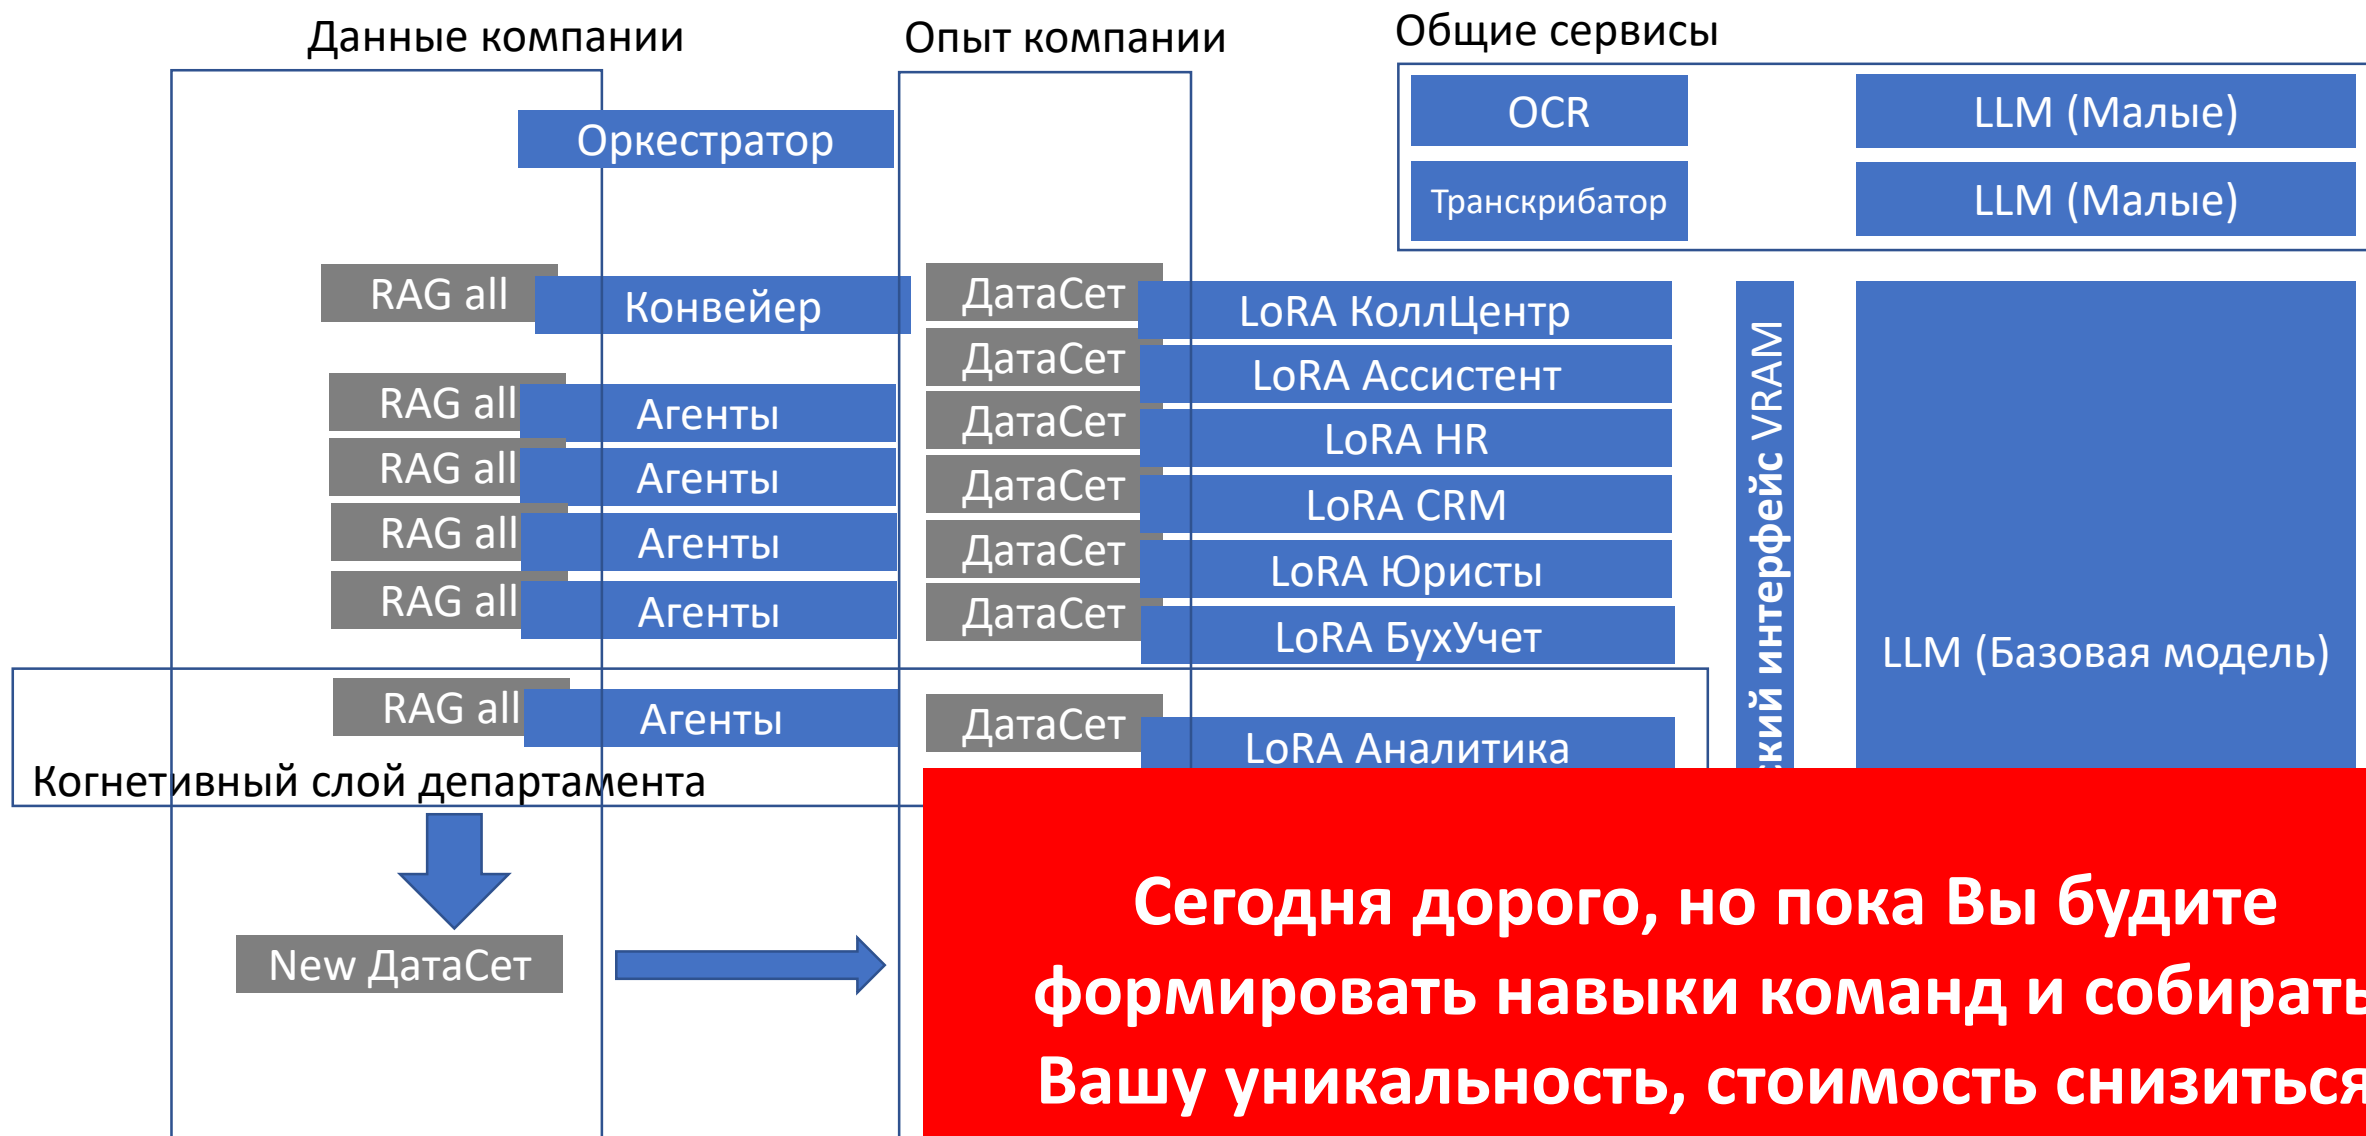 Данные компании
Опыт компании
Общие сервисы
Оркестратор
OCR
LLM (Малые)
Транскрибатор
LLM (Малые)
RAG all
Конвейер
ДатаСет
LoRA КоллЦентр
ДатаСет
LoRA Ассистент
RAG all
Агенты
ДатаСет
LoRA HR
RAG all
Агенты
ДатаСет
LoRA CRM
RAG all
Агенты
ДатаСет
LoRA Юристы
RAG all
Агенты
ДатаСет
LoRA БухУчет
интерфейс VRAM
LLM (Базовая модель)
RAG all
Агенты
ДатаСет
LoRA Аналитика
Когнетивный слой департамента
New ДатаСет
Сегодня дорого, но пока Вы будите
формировать навыки команд и собирать
Вашу уникальность, стоимость снизиться